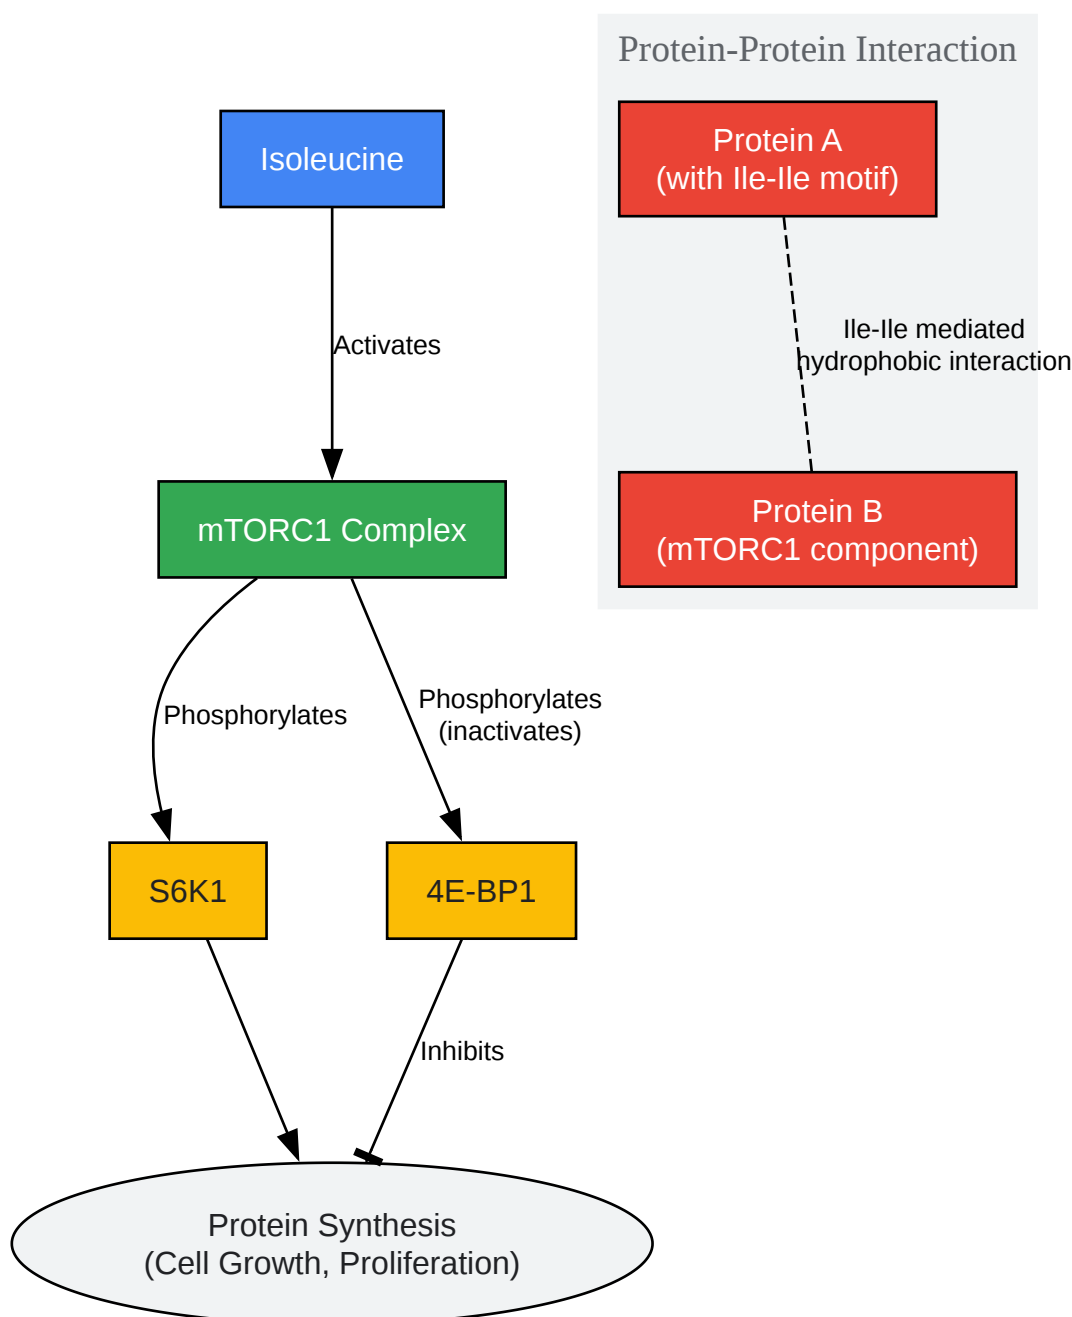 Protein-Protein Interaction
Isoleucine
Protein A
(with Ile-Ile motif)
Activates
Ile-Ile mediated
hydrophobic interaction
mTORC1 Complex
Protein B
(mTORC1 component)
Phosphorylates
Phosphorylates
(inactivates)
S6K1
4E-BP1
Inhibits
Protein Synthesis
(Cell Growth, Proliferation)